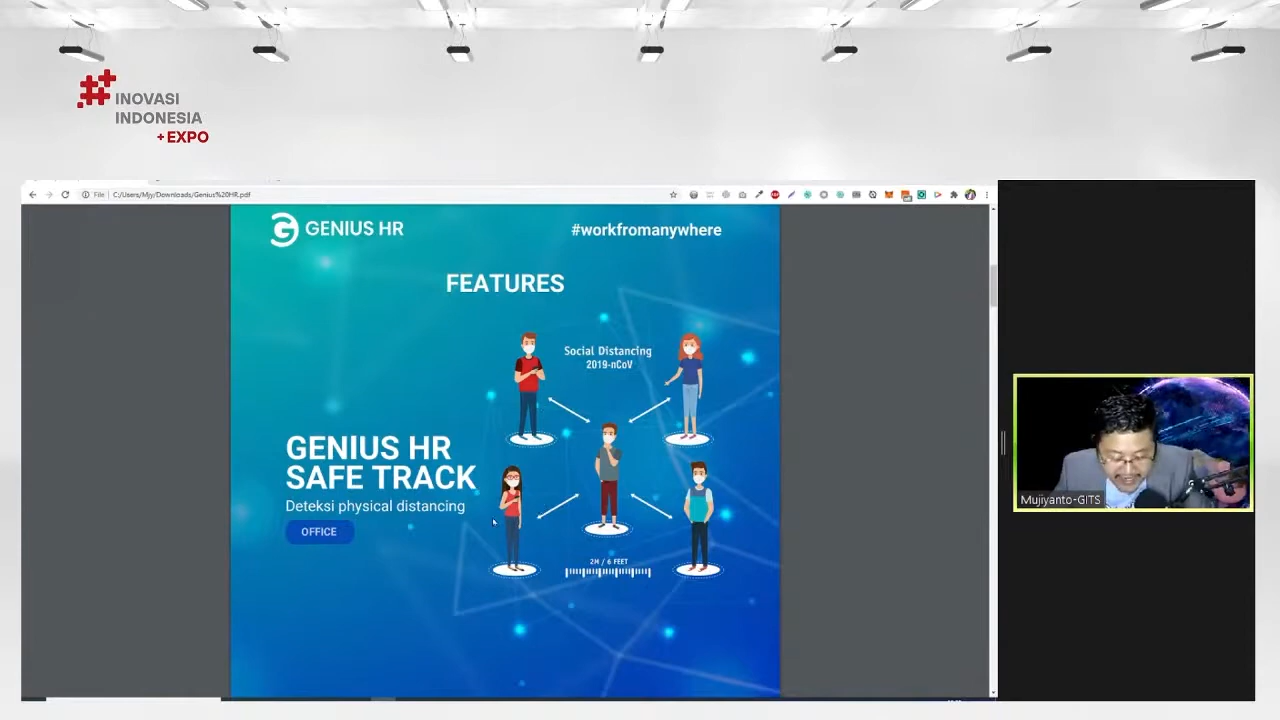 INOVASI
INDONESIA
+EXPO
File
C:/Users/Mjy/Downloads/Genius%20HR.pdf
GENIUS HR
#workfromanywhere
FEATURES
Social Distancing
2019-nCoV
GENIUS HR
SAFE TRACK
Deteksi physical distancing
OFFICE
2M / 6 FEET
Mujiyanto-GITS